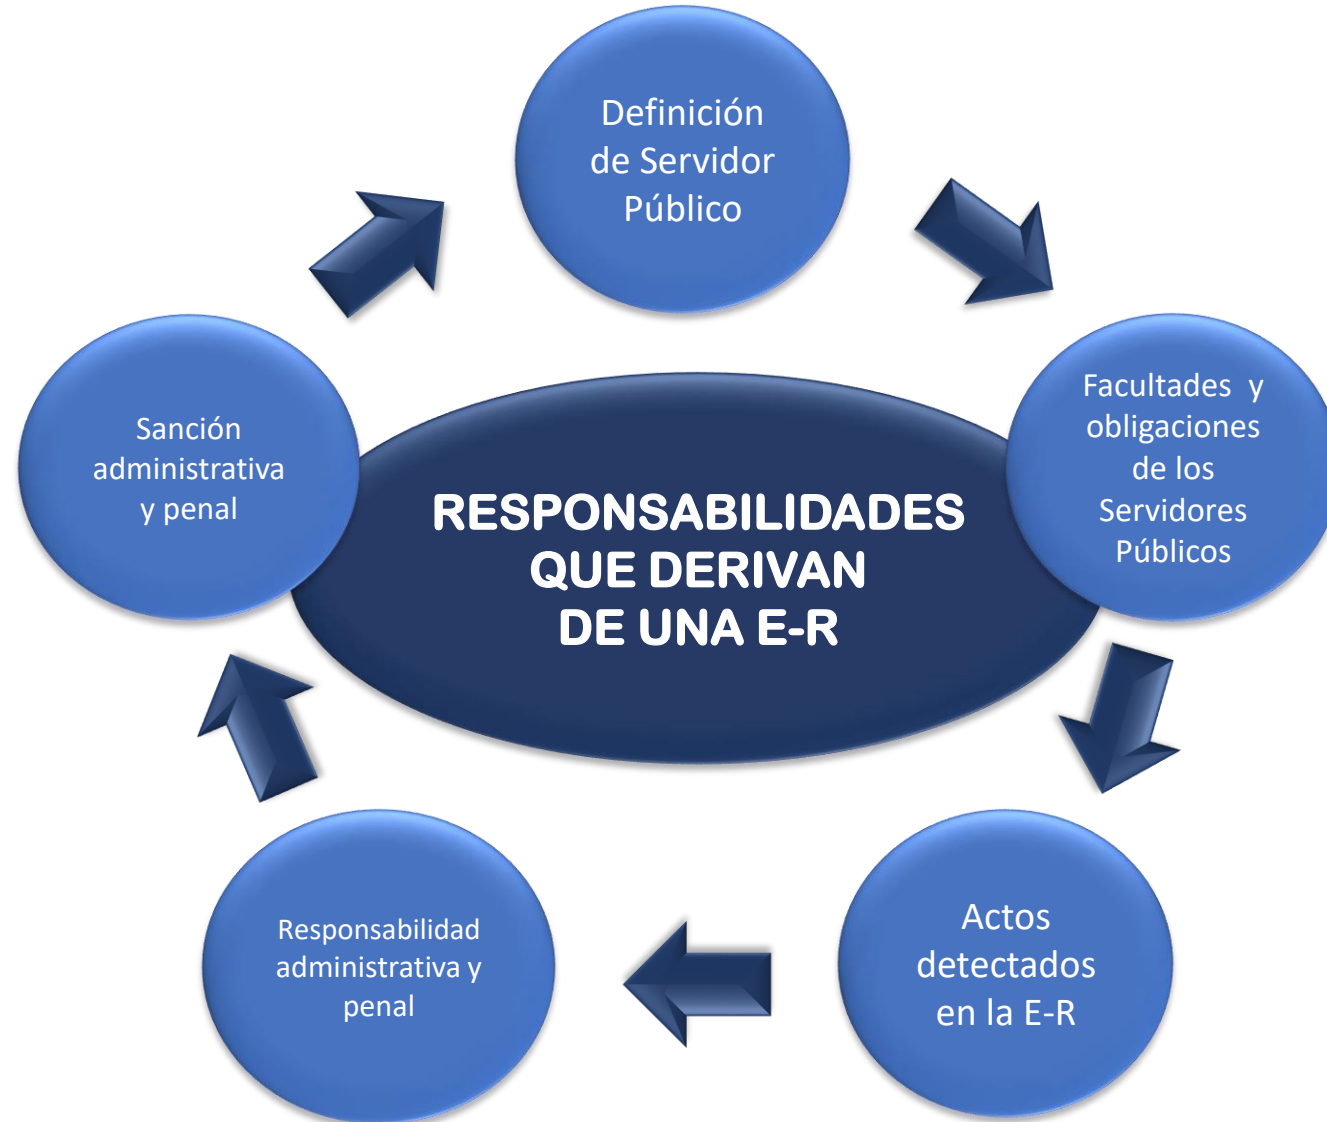 Definición
de Servidor
Público
Facultades y
obligaciones
de los
Servidores
Públicos
Sanción
administrativa
y penal
RESPONSABILIDADES
QUE DERIVAN
DE UNA E-R
Actos
detectados
en la E-R
Responsabilidad
administrativa y
penal